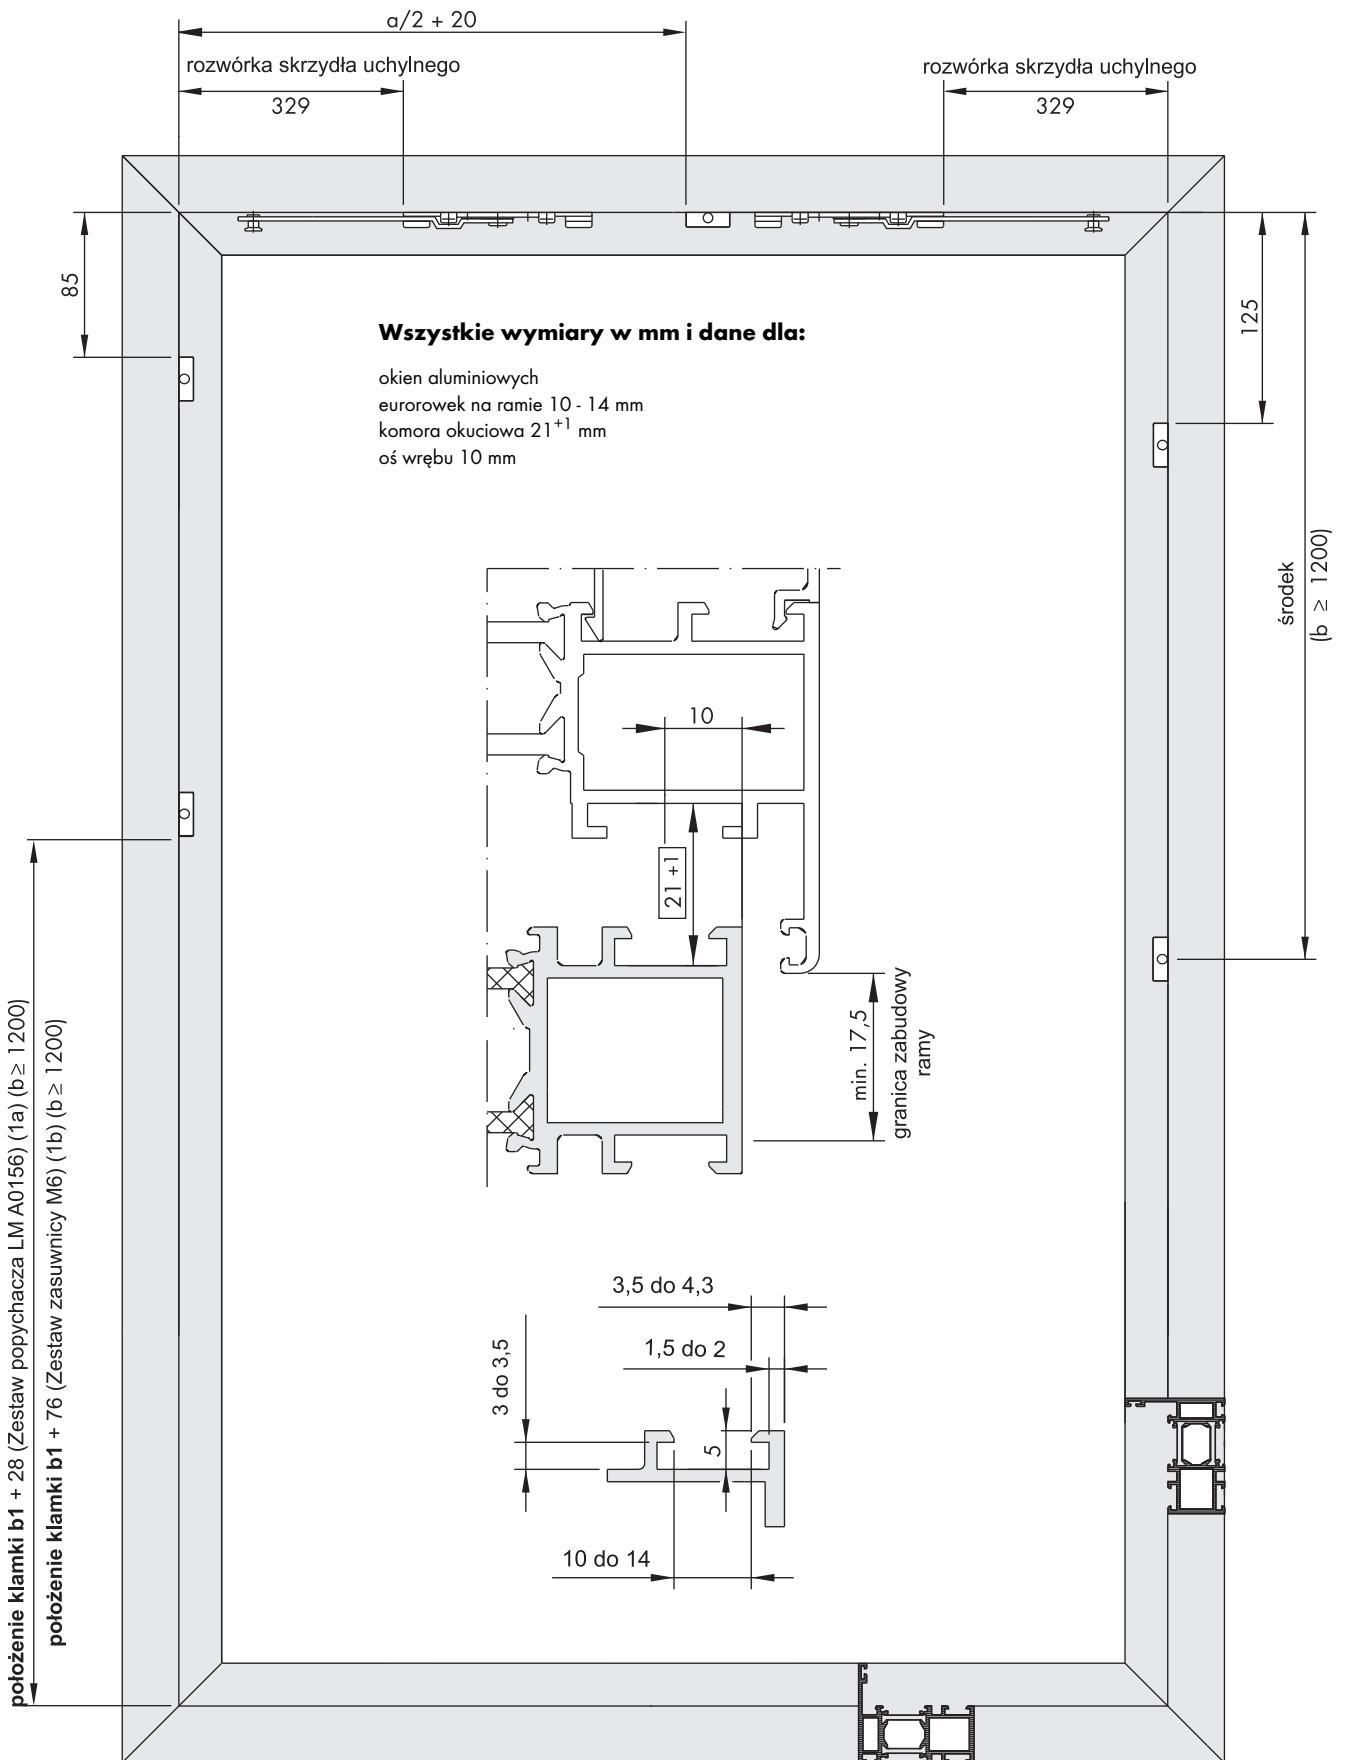 a/2 + 20
rozwórka skrzydła uchylnego
329
rozwórka skrzydła uchylnego
329
85
125
Wszystkie wymiary w mm i dane dla:
okien aluminiowych
eurorowek na ramie 10 - 14 mm
komora okuciowa 21+1 mm
oś wrębu 10 mm
środek
(b ≥ 1200)
10
21 +1
min. 17,5
granica zabudowy
ramy
położenie klamki b1 + 28 (Zestaw popychacza LM A0156) (1a) (b ≥ 1200)
położenie klamki b1 + 76 (Zestaw zasuwnicy M6) (1b) (b ≥ 1200)
3,5 do 4,3
1,5 do 2
3 do 3,5
5
10 do 14